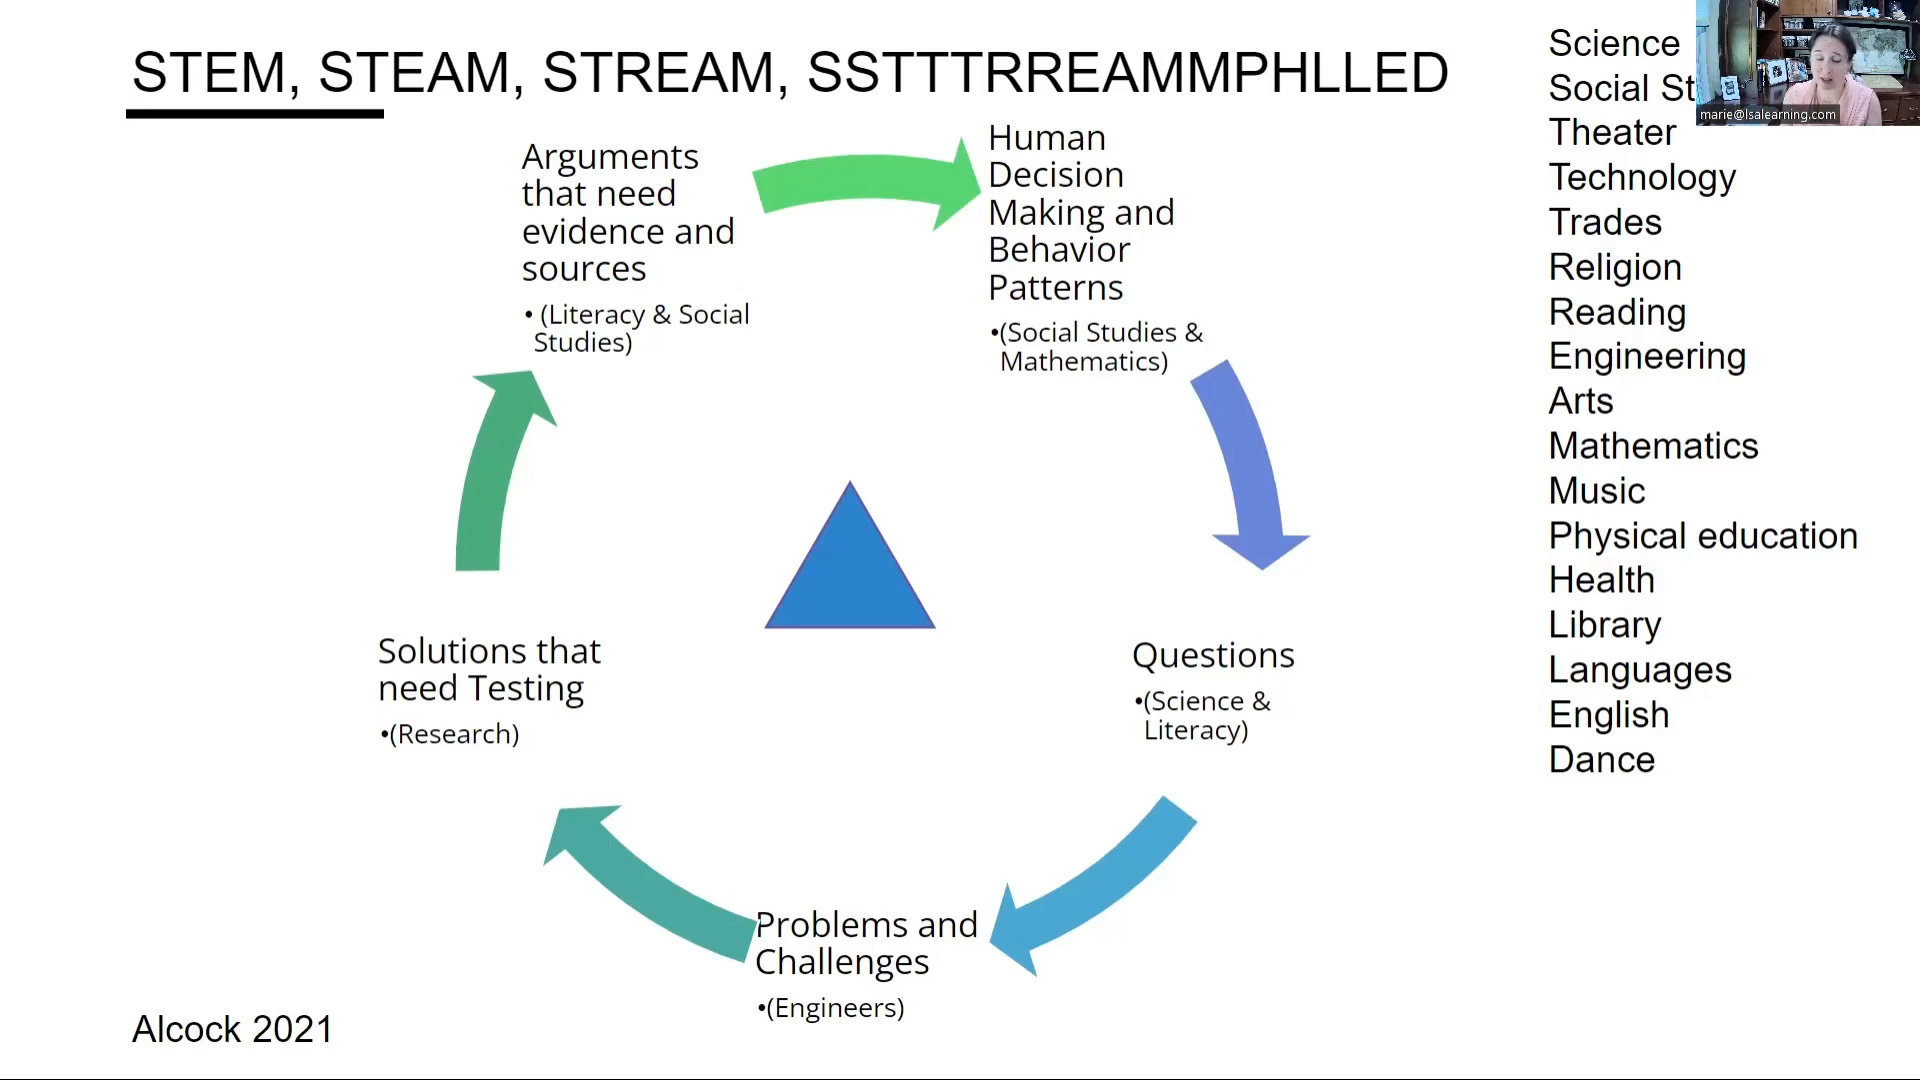 STEM, STEAM, STREAM, SSTTTRREAMMPHLLED
Arguments
that need
evidence and
sources
• (Literacy & Social
Studies)
Human
Decision
Making and
Behavior
Patterns
•(Social Studies &
Mathematics)
Questions
•(Science &
Literacy)
Problems and
Challenges
•(Engineers)
Solutions that
need Testing
•(Research)
Alcock 2021
Science
Social St
Theater
Technology
Trades
Religion
Reading
Engineering
Arts
Mathematics
Music
Physical education
Health
Library
Languages
English
Dance
marie@lsalearning.com